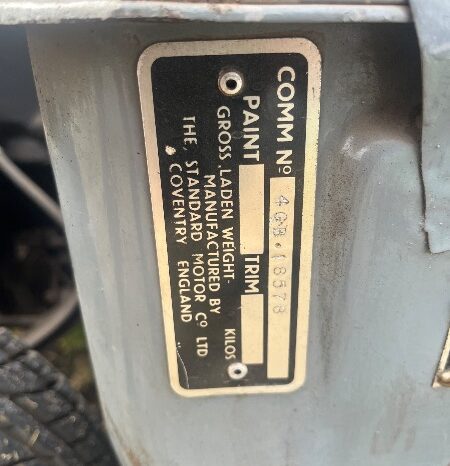 COMM Nº 4GB·18578
PAINT TRIM
GROSS LADEN WEIGHT- KILOS
MANUFACTURED BY
THE STANDARD MOTOR Cº LTD
COVENTRY ENGLAND